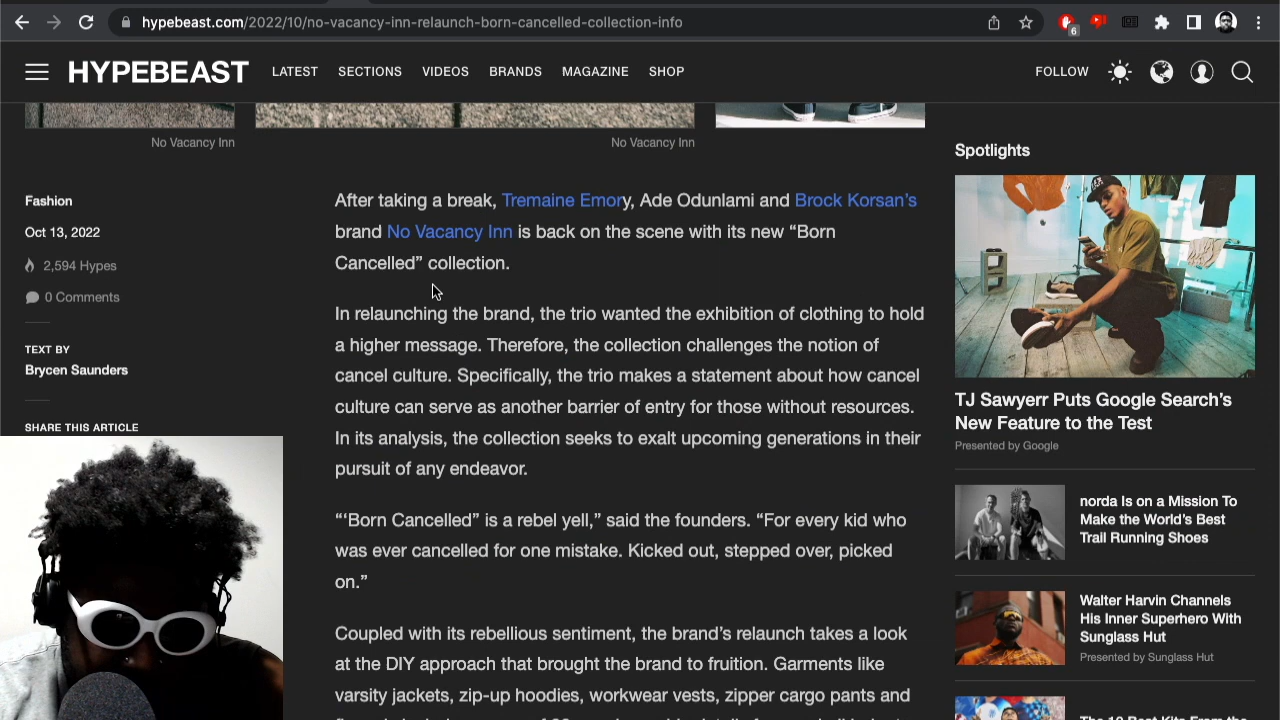 hypebeast.com/2022/10/no-vacancy-inn-relaunch-born-cancelled-collection-info
6
HYPEBEAST LATEST SECTIONS VIDEOS BRANDS MAGAZINE SHOP FOLLOW
No Vacancy Inn
No Vacancy Inn
Fashion
Oct 13, 2022
2,594 Hypes
0 Comments
TEXT BY
Brycen Saunders
SHARE THIS ARTICLE
After taking a break, Tremaine Emory, Ade Odunlami and Brock Korsan’s
brand No Vacancy Inn is back on the scene with its new “Born
Cancelled” collection.
In relaunching the brand, the trio wanted the exhibition of clothing to hold
a higher message. Therefore, the collection challenges the notion of
cancel culture. Specifically, the trio makes a statement about how cancel
culture can serve as another barrier of entry for those without resources.
In its analysis, the collection seeks to exalt upcoming generations in their
pursuit of any endeavor.
“‘Born Cancelled” is a rebel yell,” said the founders. “For every kid who
was ever cancelled for one mistake. Kicked out, stepped over, picked
on.”
Coupled with its rebellious sentiment, the brand’s relaunch takes a look
at the DIY approach that brought the brand to fruition. Garments like
varsity jackets, zip-up hoodies, workwear vests, zipper cargo pants and
Spotlights
TJ Sawyerr Puts Google Search’s
New Feature to the Test
Presented by Google
norda Is on a Mission To
Make the World’s Best
Trail Running Shoes
Walter Harvin Channels
His Inner Superhero With
Sunglass Hut
Presented by Sunglass Hut
The 10 Best Kits From the